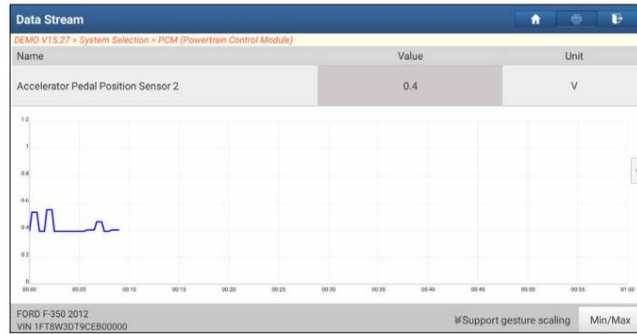 Data Stream
DEMO V15.27 > System Selection > PCM (Powertrain Control Module)
Name Value Unit
Accelerator Pedal Position Sensor 2 0.4 V
1.2
1
0.8
0.6
0.4
0.2
0
00:00 00:05 00:10 00:15 00:20 00:25 00:30 00:35 00:40 00:45 00:50 00:55 01:00
FORD F-350 2012
VIN 1FT8W3DT9CEB00000
Support gesture scaling Min/Max